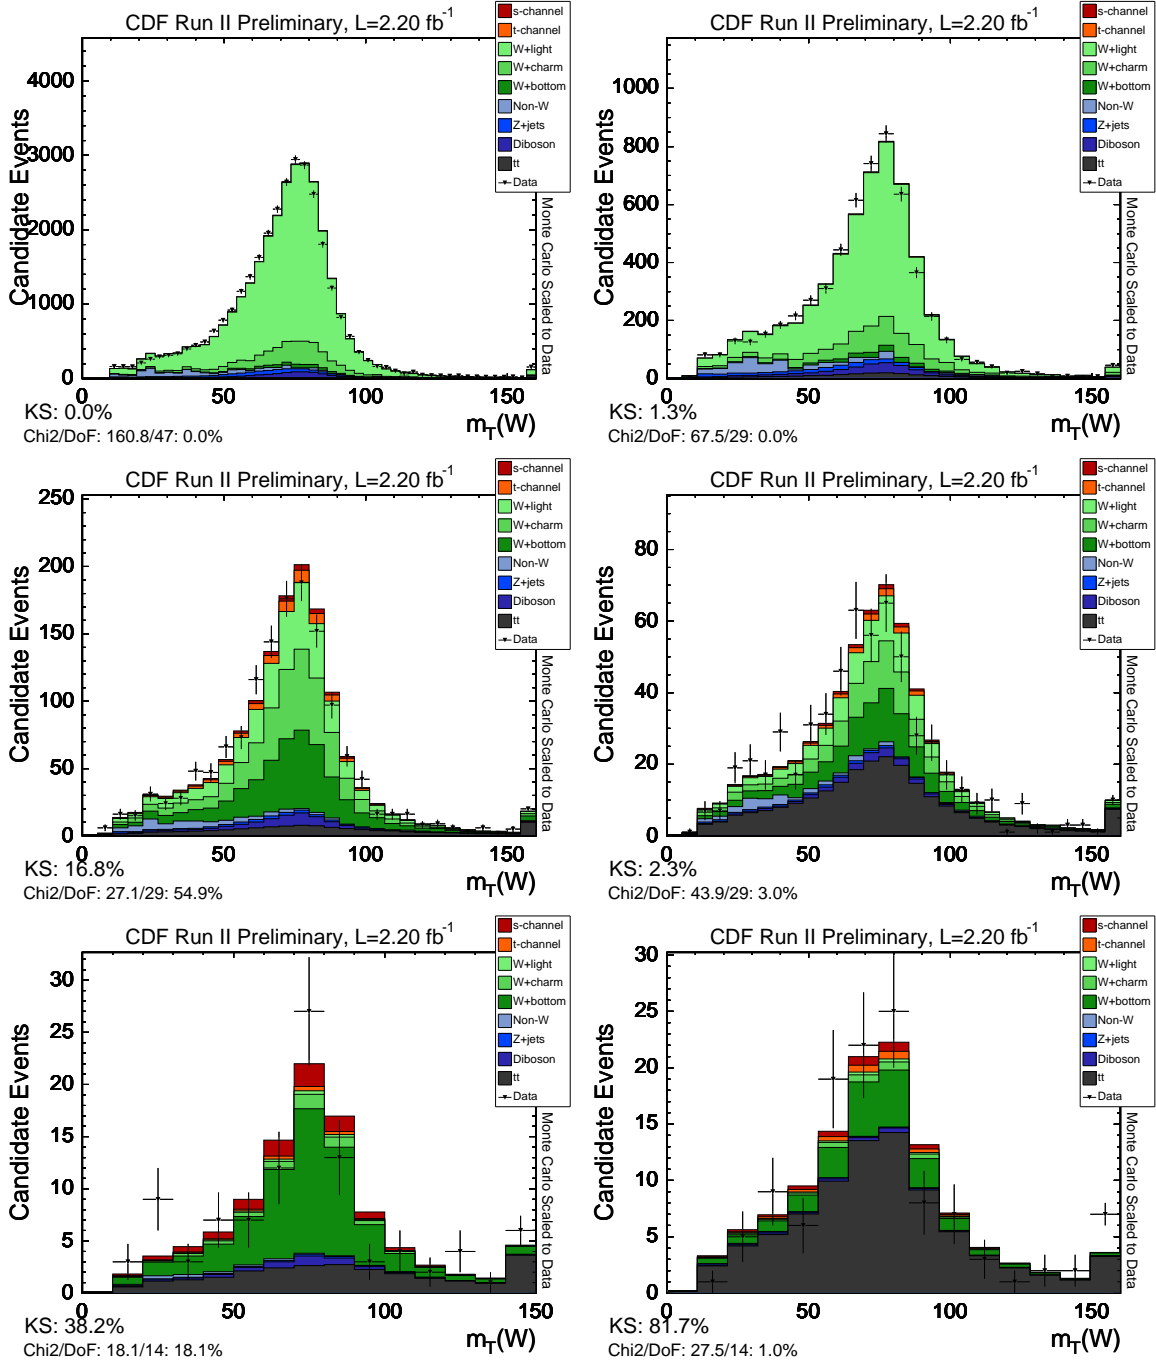 CDF Run II Preliminary, L=2.20 fb-1
s-channel
t-channel
W+light
W+charm
W+bottom
Non-W
Z+jets
Diboson
tt
Data
Candidate Events
4000
3000
2000
1000
0
0 50 100 150
mT(W)
Monte Carlo Scaled to Data
KS: 0.0%
Chi2/DoF: 160.8/47: 0.0%
CDF Run II Preliminary, L=2.20 fb-1
s-channel
t-channel
W+light
W+charm
W+bottom
Non-W
Z+jets
Diboson
tt
Data
Candidate Events
1000
800
600
400
200
0
0 50 100 150
mT(W)
Monte Carlo Scaled to Data
KS: 1.3%
Chi2/DoF: 67.5/29: 0.0%
CDF Run II Preliminary, L=2.20 fb-1
s-channel
t-channel
W+light
W+charm
W+bottom
Non-W
Z+jets
Diboson
tt
Data
Candidate Events
250
200
150
100
50
0
0 50 100 150
mT(W)
Monte Carlo Scaled to Data
KS: 16.8%
Chi2/DoF: 27.1/29: 54.9%
CDF Run II Preliminary, L=2.20 fb-1
s-channel
t-channel
W+light
W+charm
W+bottom
Non-W
Z+jets
Diboson
tt
Data
Candidate Events
80
60
40
20
0
0 50 100 150
mT(W)
Monte Carlo Scaled to Data
KS: 2.3%
Chi2/DoF: 43.9/29: 3.0%
CDF Run II Preliminary, L=2.20 fb-1
s-channel
t-channel
W+light
W+charm
W+bottom
Non-W
Z+jets
Diboson
tt
Data
Candidate Events
30
25
20
15
10
5
0
0 50 100 150
mT(W)
Monte Carlo Scaled to Data
KS: 38.2%
Chi2/DoF: 18.1/14: 18.1%
CDF Run II Preliminary, L=2.20 fb-1
s-channel
t-channel
W+light
W+charm
W+bottom
Non-W
Z+jets
Diboson
tt
Data
Candidate Events
30
25
20
15
10
5
0
0 50 100 150
mT(W)
Monte Carlo Scaled to Data
KS: 81.7%
Chi2/DoF: 27.5/14: 1.0%